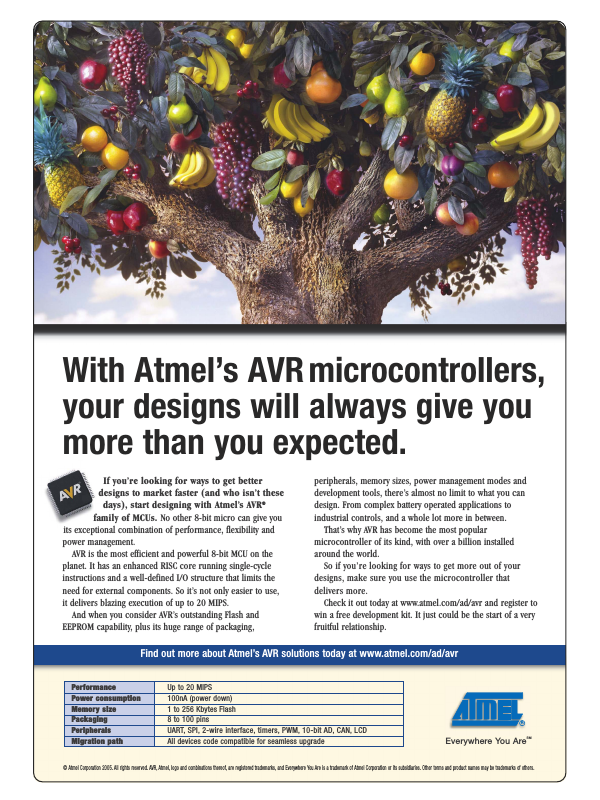 With Atmel's AVR microcontrollers,
your designs will always give you
more than you expected.
AVR
If you're looking for ways to get better
designs to market faster (and who isn't these
days), start designing with Atmel's AVR®
family of MCUs. No other 8-bit micro can give you
its exceptional combination of performance, flexibility and
power management.
AVR is the most efficient and powerful 8-bit MCU on the
planet. It has an enhanced RISC core running single-cycle
instructions and a well-defined I/O structure that limits the
need for external components. So it's not only easier to use,
it delivers blazing execution of up to 20 MIPS.
And when you consider AVR's outstanding Flash and
EEPROM capability, plus its huge range of packaging,
peripherals, memory sizes, power management modes and
development tools, there's almost no limit to what you can
design. From complex battery operated applications to
industrial controls, and a whole lot more in between.
That's why AVR has become the most popular
microcontroller of its kind, with over a billion installed
around the world.
So if you're looking for ways to get more out of your
designs, make sure you use the microcontroller that
delivers more.
Check it out today at www.atmel.com/ad/avr and register to
win a free development kit. It just could be the start of a very
fruitful relationship.
Find out more about Atmel's AVR solutions today at www.atmel.com/ad/avr
Performance Up to 20 MIPS
Power consumption 100nA (power down)
Memory size 1 to 256 Kbytes Flash
Packaging 8 to 100 pins
Peripherals UART, SPI, 2-wire interface, timers, PWM, 10-bit AD, CAN, LCD
Migration path All devices code compatible for seamless upgrade
ATMEL®
Everywhere You Are℠
© Atmel Corporation 2005. All rights reserved. AVR, Atmel, logo and combinations thereof, are registered trademarks, and Everywhere You Are is a trademark of Atmel Corporation or its subsidiaries. Other terms and product names may be trademarks of others.